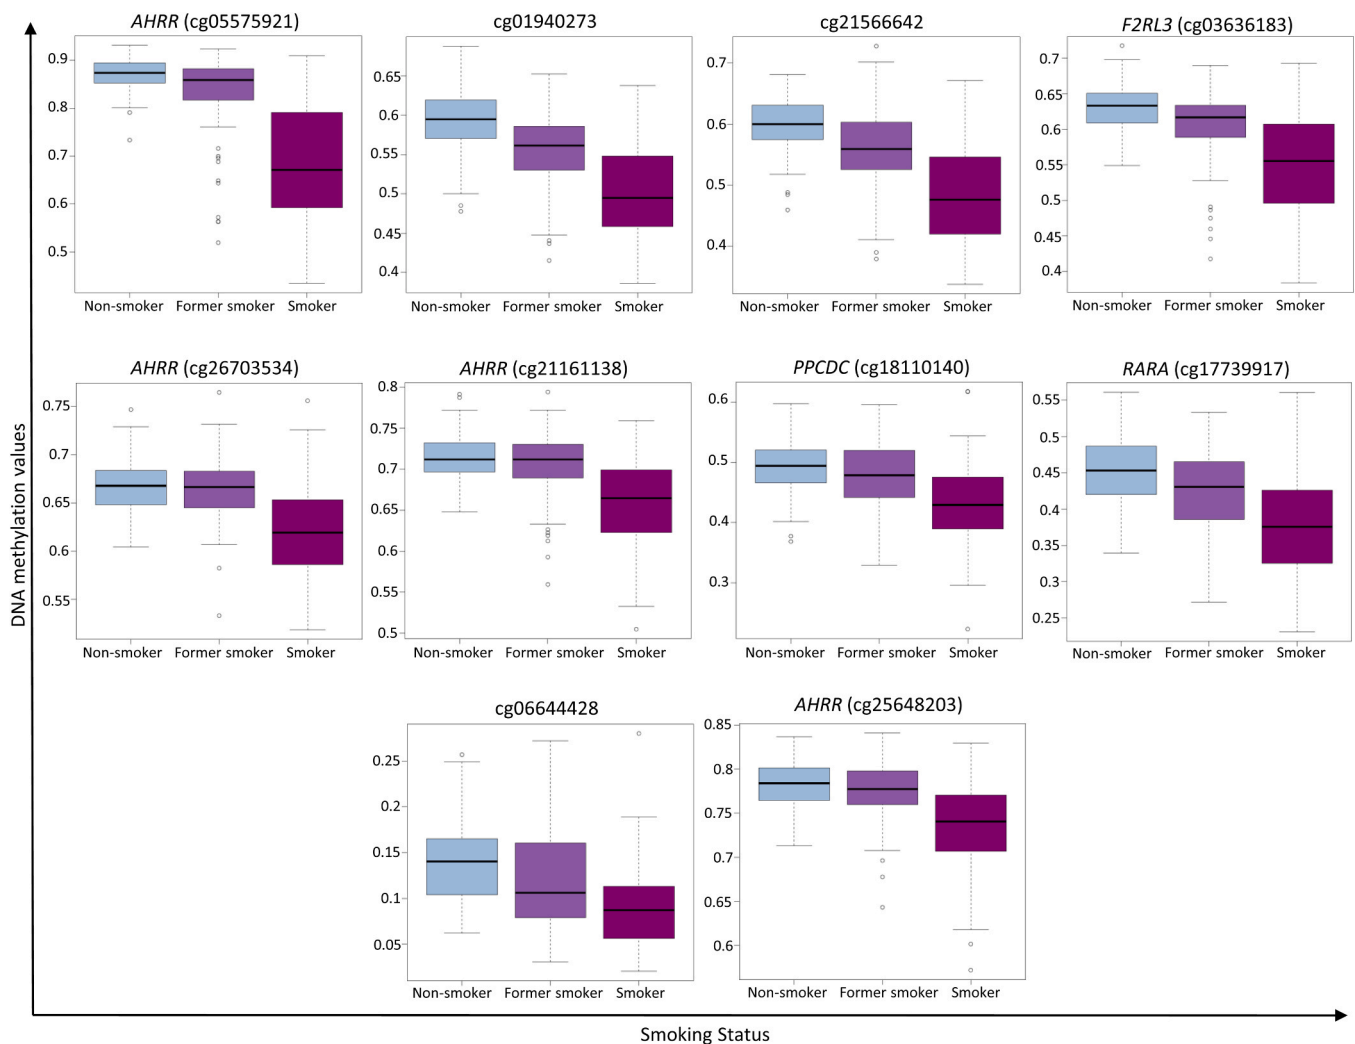 AHRR (cg05575921)
cg01940273
cg21566642
F2RL3 (cg03636183)
0.9
0.8
0.7
0.6
0.5
Non-smoker Former smoker Smoker
0.65
0.6
0.55
0.5
0.45
0.4
Non-smoker Former smoker Smoker
0.7
0.6
0.5
0.4
Non-smoker Former smoker Smoker
0.7
0.65
0.6
0.55
0.5
0.45
0.4
Non-smoker Former smoker Smoker
AHRR (cg26703534)
AHRR (cg21161138)
PPCDC (cg18110140)
RARA (cg17739917)
0.75
0.7
0.65
0.6
0.55
Non-smoker Former smoker Smoker
0.8
0.75
0.7
0.65
0.6
0.55
0.5
Non-smoker Former smoker Smoker
0.6
0.5
0.4
0.3
Non-smoker Former smoker Smoker
0.55
0.5
0.45
0.4
0.35
0.3
0.25
Non-smoker Former smoker Smoker
cg06644428
AHRR (cg25648203)
0.25
0.2
0.15
0.1
0.05
Non-smoker Former smoker Smoker
0.85
0.8
0.75
0.7
0.65
0.6
Non-smoker Former smoker Smoker
DNA methylation values
Smoking Status